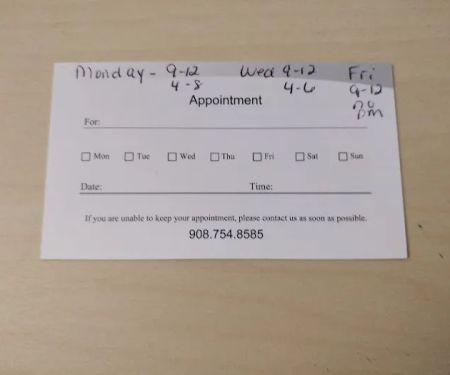 Monday - 9-12 Wed 9-12 Fri
4-8 4-6 9-12
Appointment
For:
Mon Tue Wed Thu Fri Sat Sun
Date: Time:
If you are unable to keep your appointment, please contact us as soon as possible.
908.754.8585